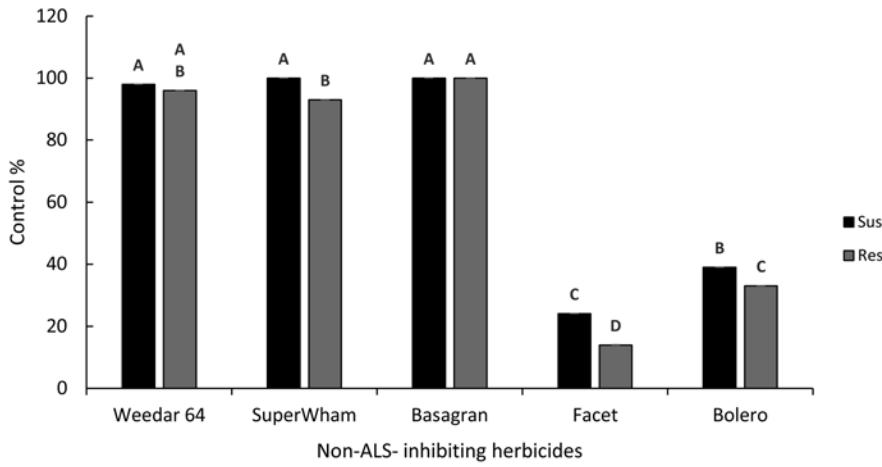 120
100
80
60
40
20
0
Control %
A
A
B
A
B
A
A
C
D
B
C
Weedar 64
SuperWham
Basagran
Facet
Bolero
Non-ALS- inhibiting herbicides
Sus
Res